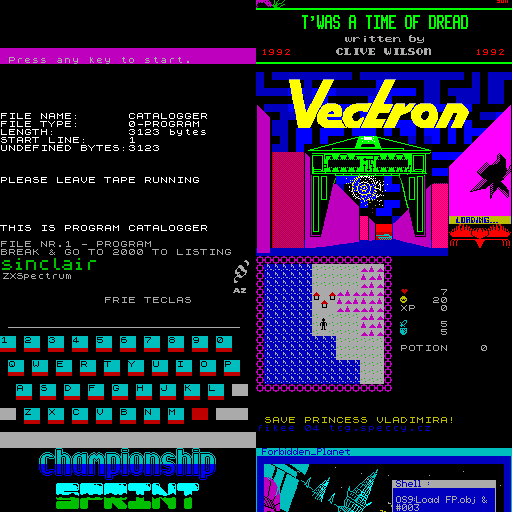 Press any key to start.
FILE NAME: CATALOGGER
FILE TYPE: 0-PROGRAM
LENGTH: 3123 bytes
START LINE: 1
UNDEFINED BYTES:3123
PLEASE LEAVE TAPE RUNNING
THIS IS PROGRAM CATALOGGER
FILE NR.1 - PROGRAM
BREAK & GO TO 2000 TO LISTING
sinclair
ZXSpectrum
AZ
FRIE TECLAS
1 2 3 4 5 6 7 8 9 0
Q W E R T Y U I O P
A S D F G H J K L
Z X C V B N M
championship
SPRINT
T'WAS A TIME OF DREAD
written by
1992 CLIVE WILSON 1992
Vectron
LOADING...
7
20
XP 0
5
5
POTION 0
SAVE PRINCESS VLADIMIRA!
Forbidden_Planet
Shell :
OS9:Load FP.obj &
#003